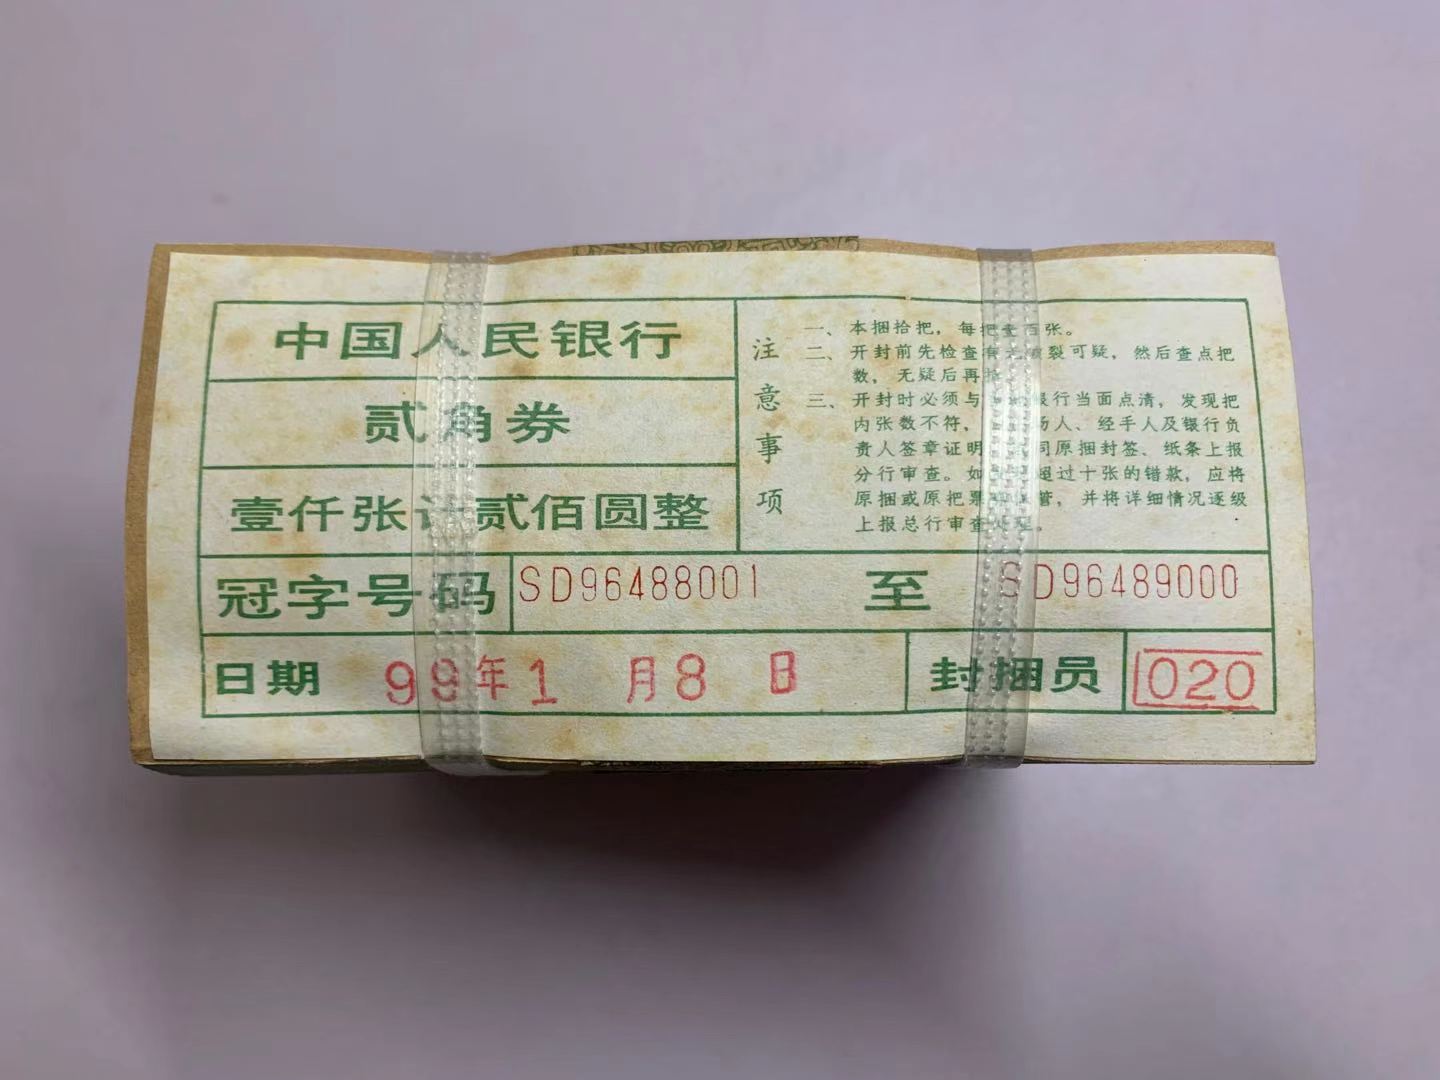 中国人民银行
贰角券
壹仟张计贰佰圆整
注意事项
一、本捆拾把，每把壹百张。
二、开封前先检查有无破裂可疑，然后查点把
数，无疑后再
三、开封时必须与 银行当面点清，发现把
内张数不符， 人、经手人及银行负
责人签章证明 同原捆封签、纸条上报
分行审查。如 超过十张的错款，应将
原捆或原把票 管，并将详细情况逐级
上报总行审查处理。
冠字号码 SD96488001 至 SD96489000
日期 99年1月8日 封捆员 020